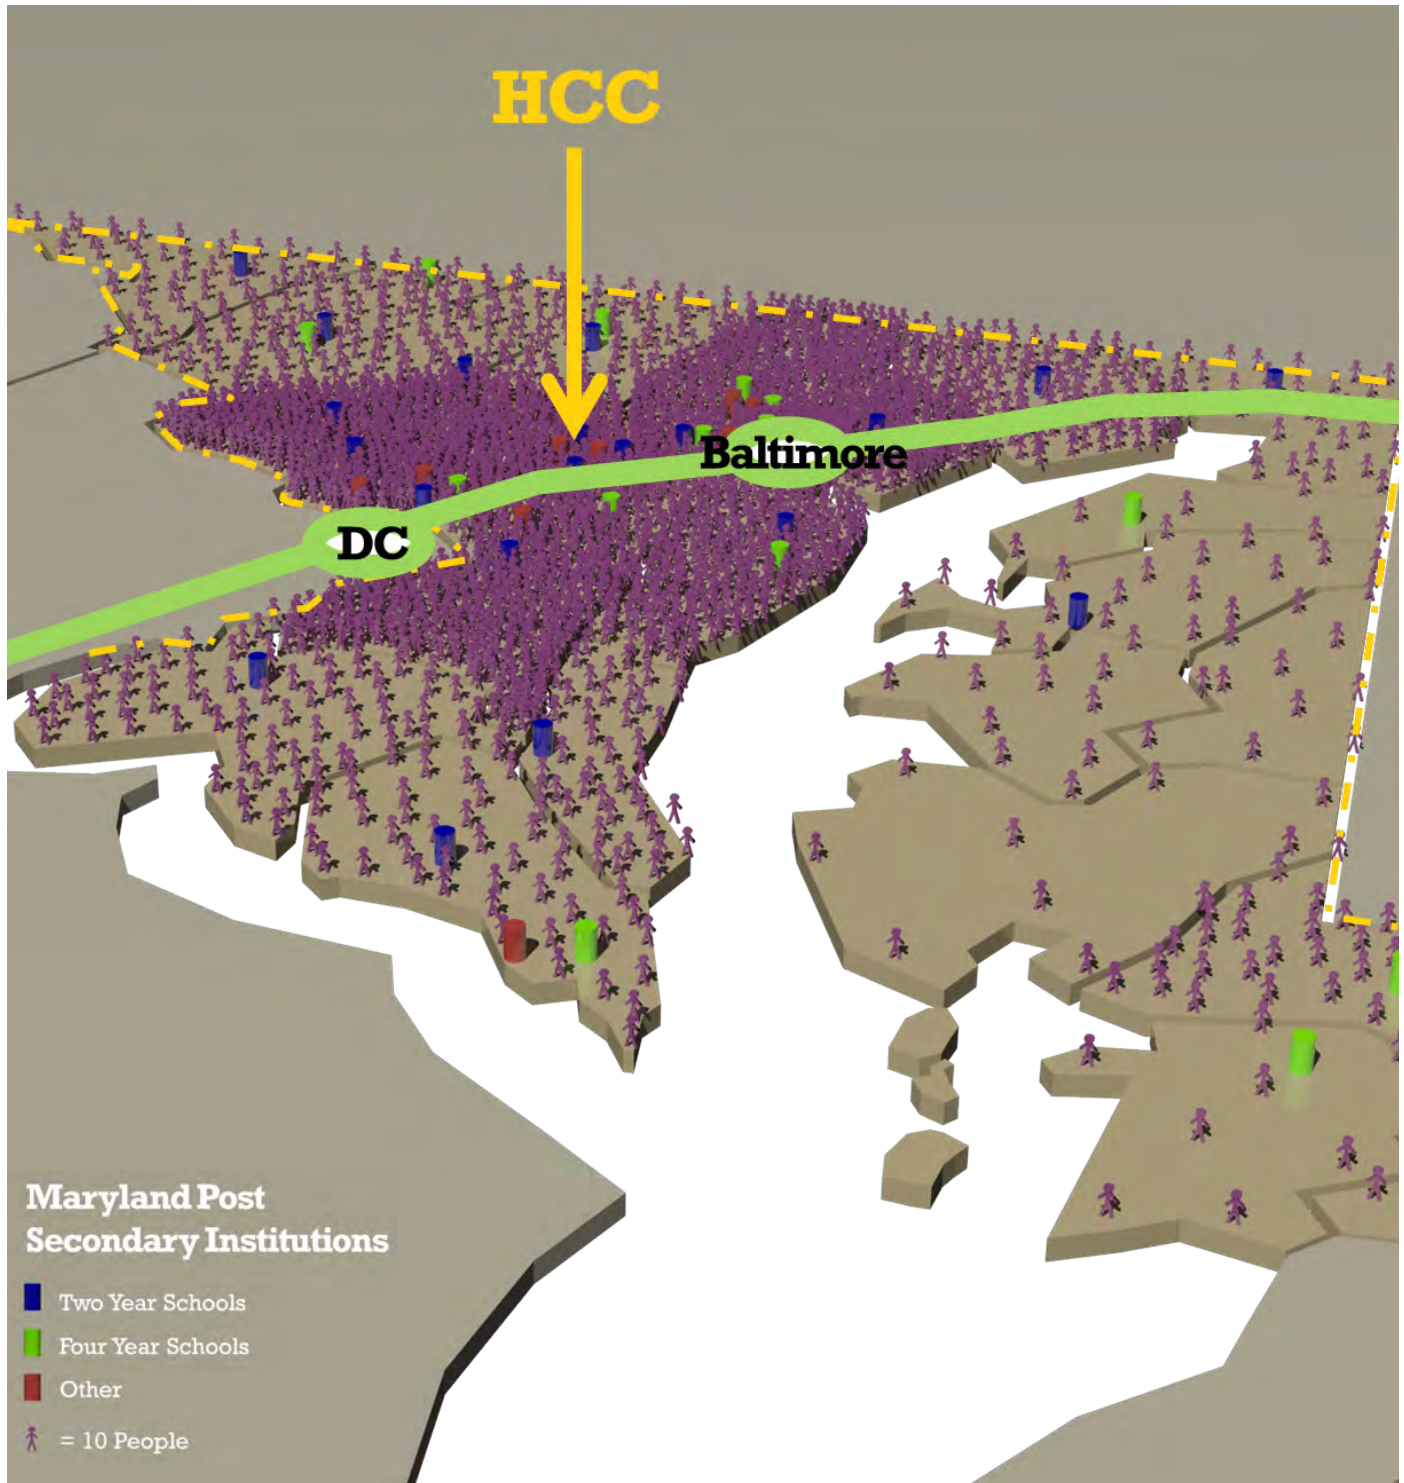 HCC
Baltimore
DC
Maryland Post
Secondary Institutions
Two Year Schools
Four Year Schools
Other
= 10 People